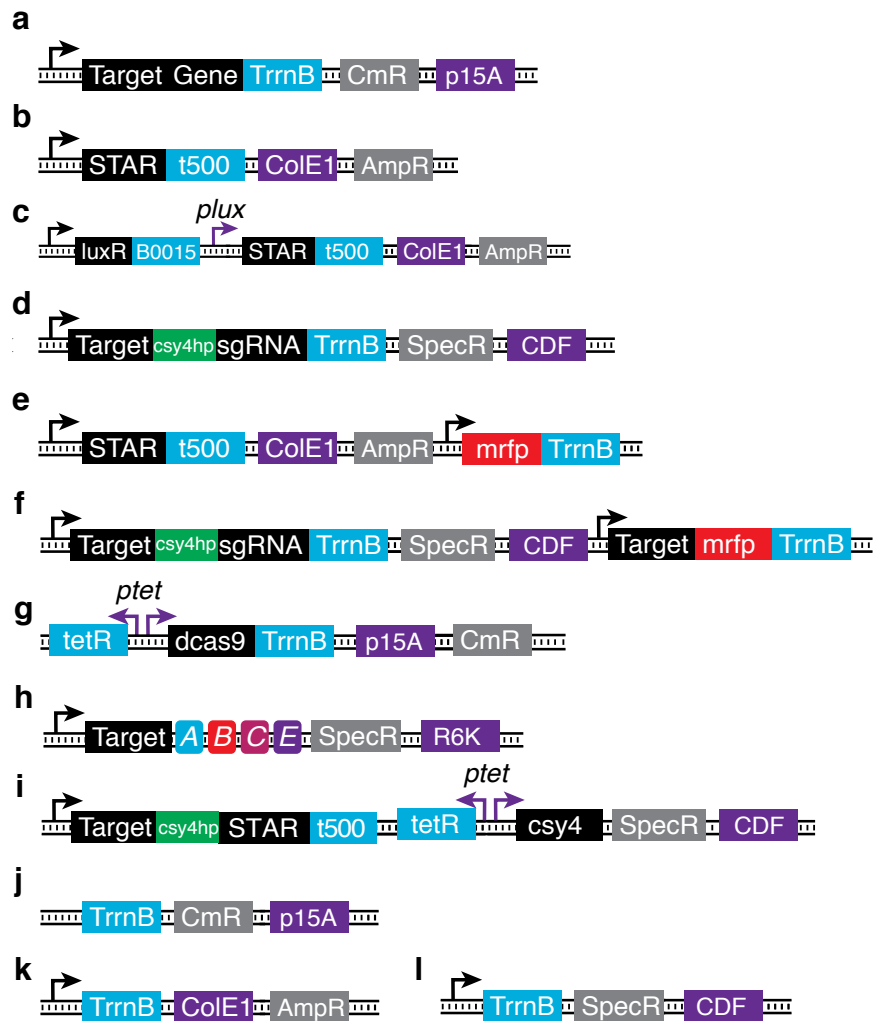 a
Target Gene TrrnB CmR p15A
b
STAR t500 ColE1 AmpR
c
plux
luxR B0015 STAR t500 ColE1 AmpR
d
Target csy4hp sgRNA TrrnB SpecR CDF
e
STAR t500 ColE1 AmpR mrfp TrrnB
f
Target csy4hp sgRNA TrrnB SpecR CDF Target mrfp TrrnB
g
ptet
tetR dcas9 TrrnB p15A CmR
h
Target A B C E SpecR R6K
i
ptet
Target csy4hp STAR t500 tetR csy4 SpecR CDF
j
TrrnB CmR p15A
k
TrrnB ColE1 AmpR
l
TrrnB SpecR CDF